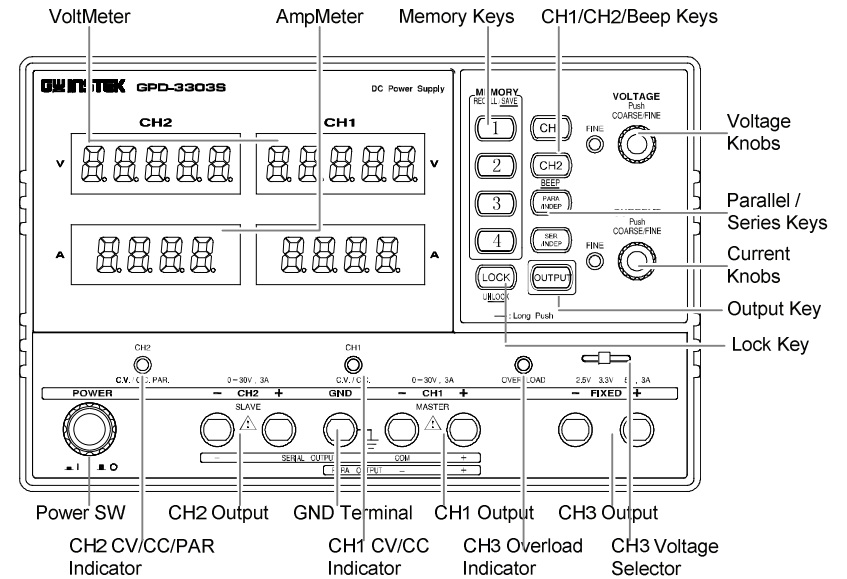 VoltMeter
AmpMeter
Memory Keys
CH1/CH2/Beep Keys
GW INSTEK GPD-3303S
DC Power Supply
CH2
CH1
V
V
A
A
MEMORY
RECALL/SAVE
1
2
3
4
LOCK
UNLOCK
CH2
BEEP
PARA
/INDEP
SER
/INDEP
OUTPUT
: Long Push
VOLTAGE
Push
COARSE/FINE
FINE
Push
COARSE/FINE
FINE
Voltage
Knobs
Parallel /
Series Keys
Current
Knobs
Output Key
Lock Key
CH2
C.V. / C.C. PAR.
CH1
C.V. / C.C.
OVER LOAD
POWER
0~30V , 3A
− CH2 +
SLAVE
GND
0~30V , 3A
− CH1 +
MASTER
2.5V 3.3V 5V , 3A
− FIXED +
− SERIAL OUTPUT COM +
PARA OUTPUT − +
Power SW
CH2 Output
GND Terminal
CH1 Output
CH3 Output
CH2 CV/CC/PAR
Indicator
CH1 CV/CC
Indicator
CH3 Overload
Indicator
CH3 Voltage
Selector